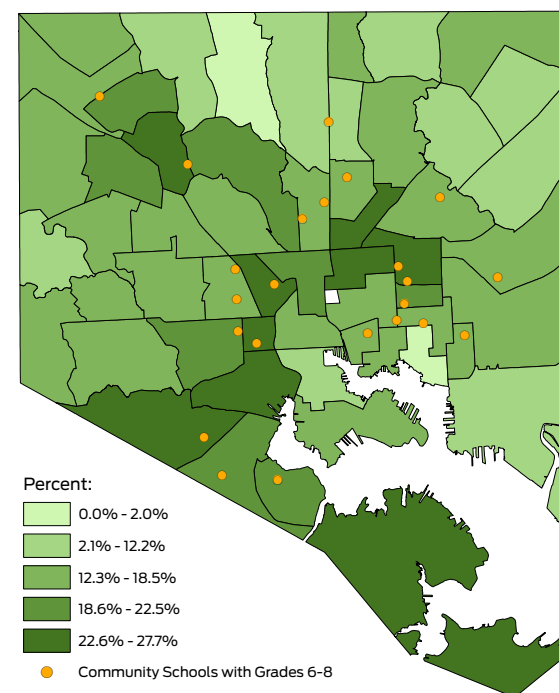 Percent:
0.0% - 2.0%
2.1% - 12.2%
12.3% - 18.5%
18.6% - 22.5%
22.6% - 27.7%
Community Schools with Grades 6-8